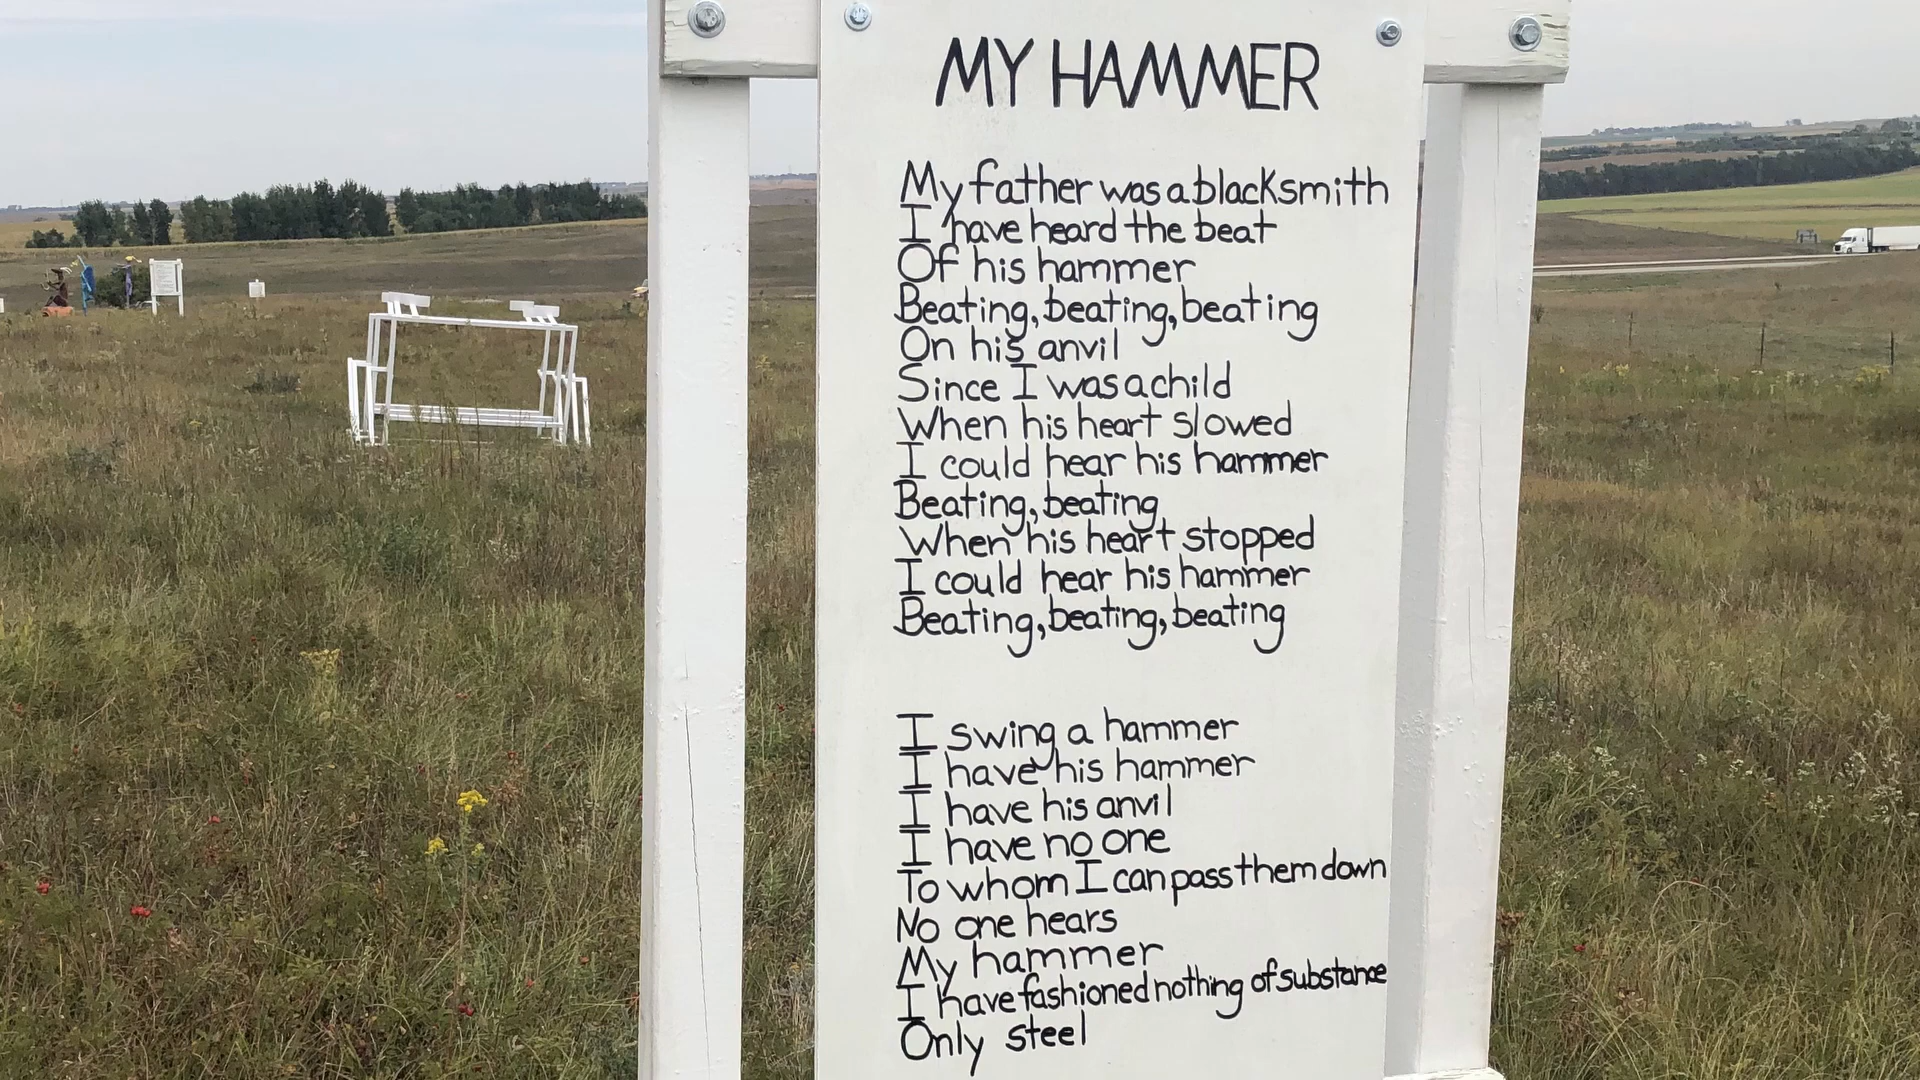 MY HAMMER
My father was a blacksmith
I have heard the beat
Of his hammer
Beating, beating, beating
On his anvil
Since I was a child
When his heart slowed
I could hear his hammer
Beating, beating
When his heart stopped
I could hear his hammer
Beating, beating, beating
I swing a hammer
I have his hammer
I have his anvil
I have no one
To whom I can pass them down
No one hears
My hammer
I have fashioned nothing of substance
Only steel